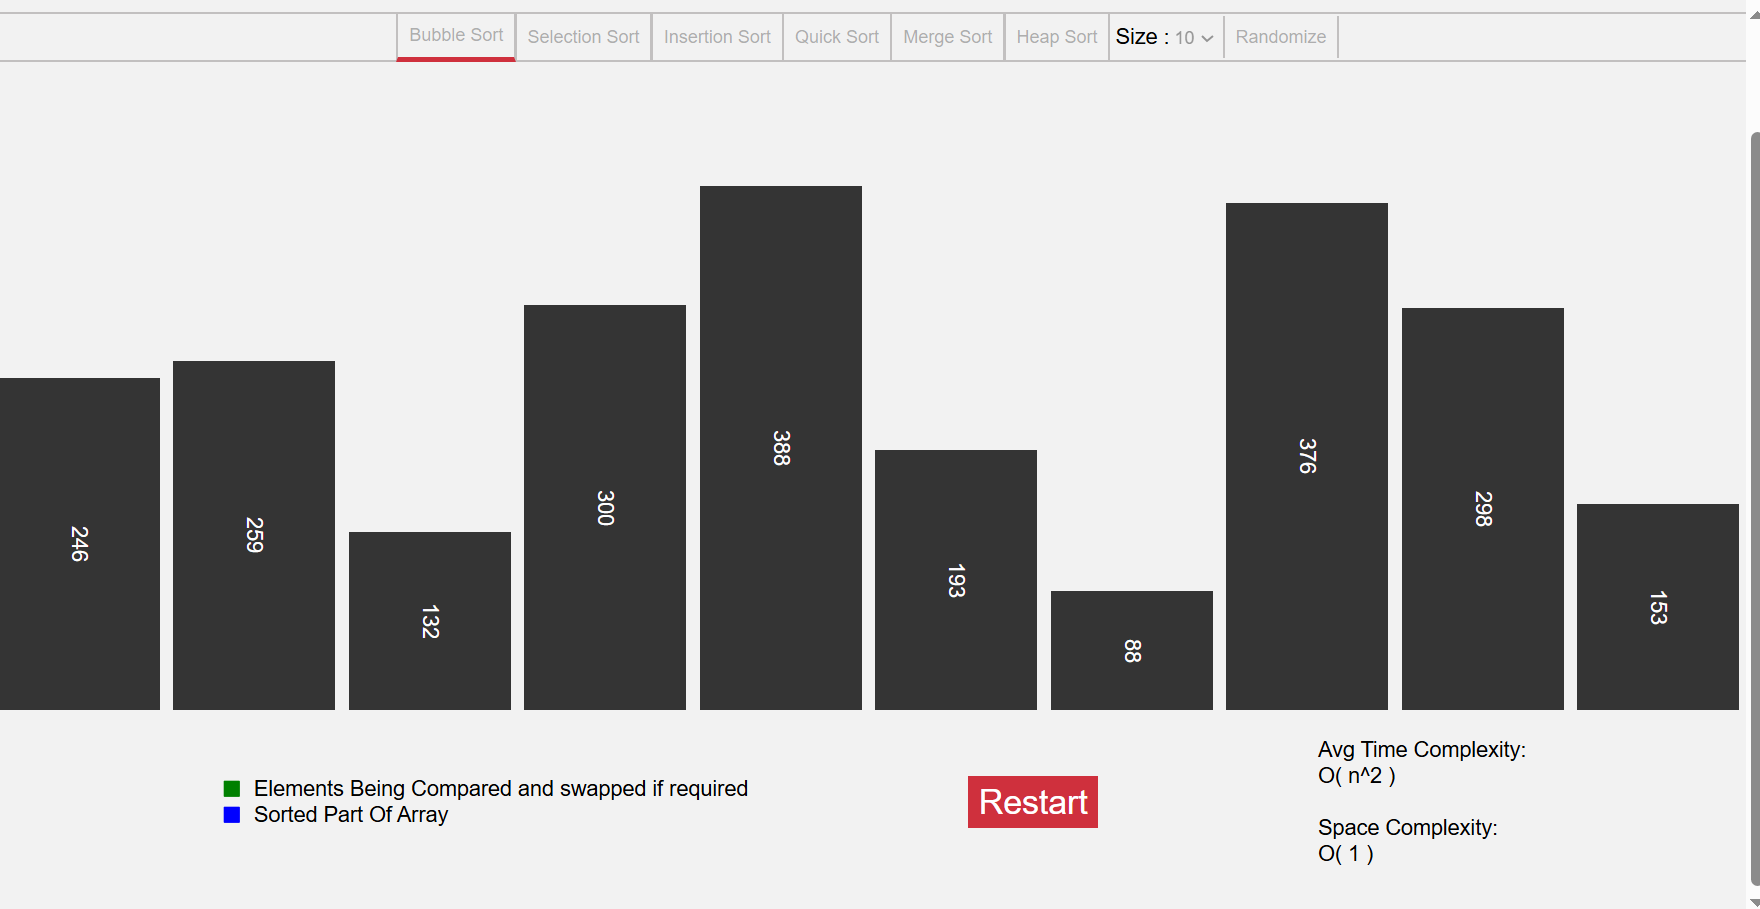 Bubble Sort Selection Sort Insertion Sort Quick Sort Merge Sort Heap Sort Size : 10 Randomize
246 259 132 300 388 193 88 376 298 153
Elements Being Compared and swapped if required
Sorted Part Of Array
Restart
Avg Time Complexity:
O( n^2 )
Space Complexity:
O( 1 )